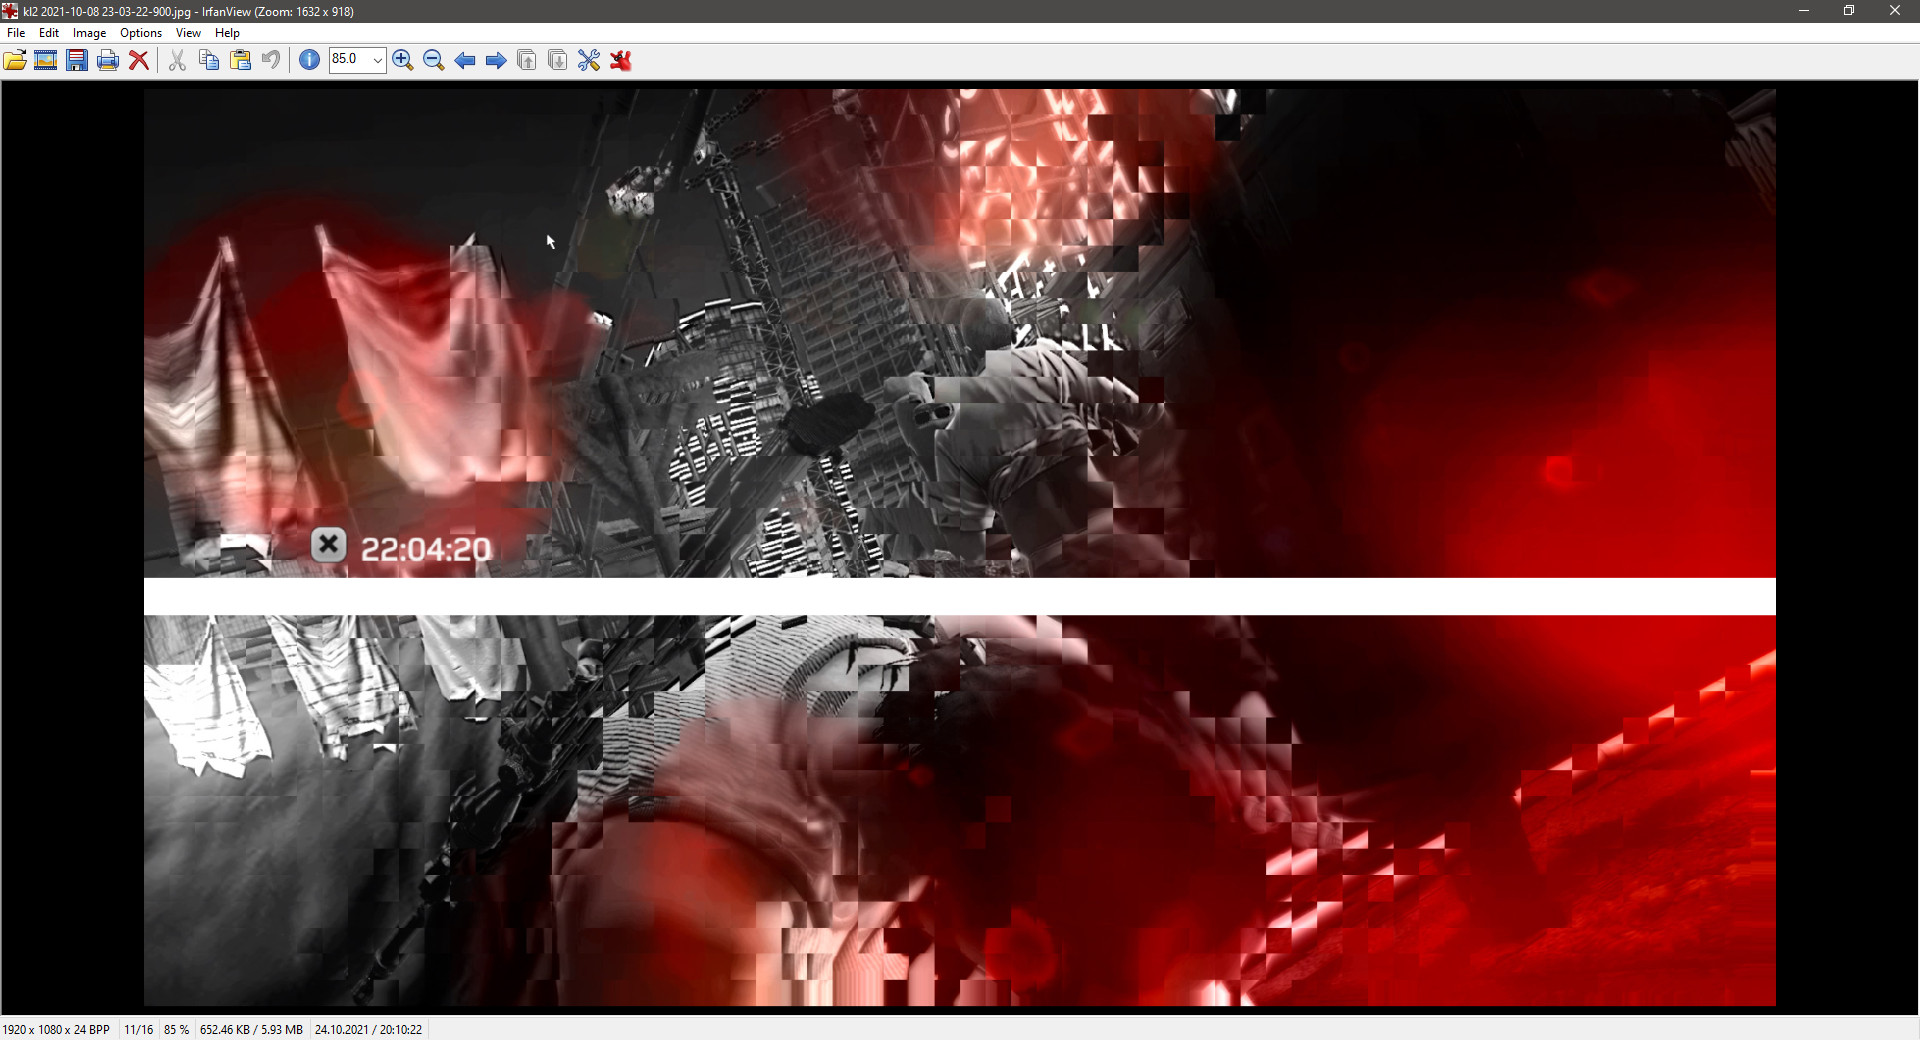 kl2 2021-10-08 23-03-22-900.jpg - IrfanView (Zoom: 1632 x 918)
File Edit Image Options View Help
85.0
22:04:20
1920 x 1080 x 24 BPP 11/16 85 % 652.46 KB / 5.93 MB 24.10.2021 / 20:10:22